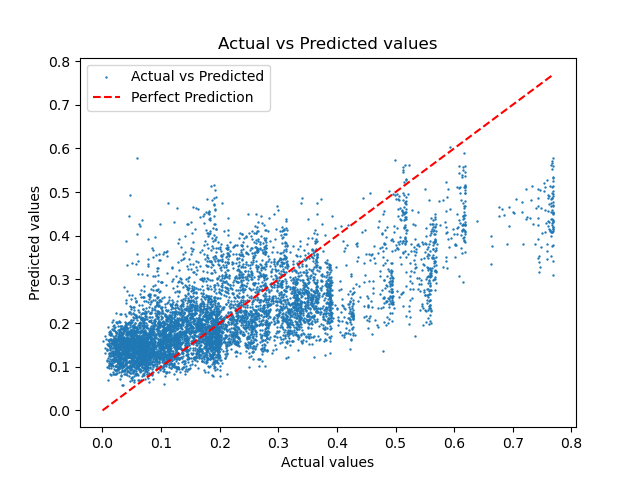 Actual vs Predicted values
Actual vs Predicted
Perfect Prediction
Predicted values
0.8
0.7
0.6
0.5
0.4
0.3
0.2
0.1
0.0
0.0 0.1 0.2 0.3 0.4 0.5 0.6 0.7 0.8
Actual values